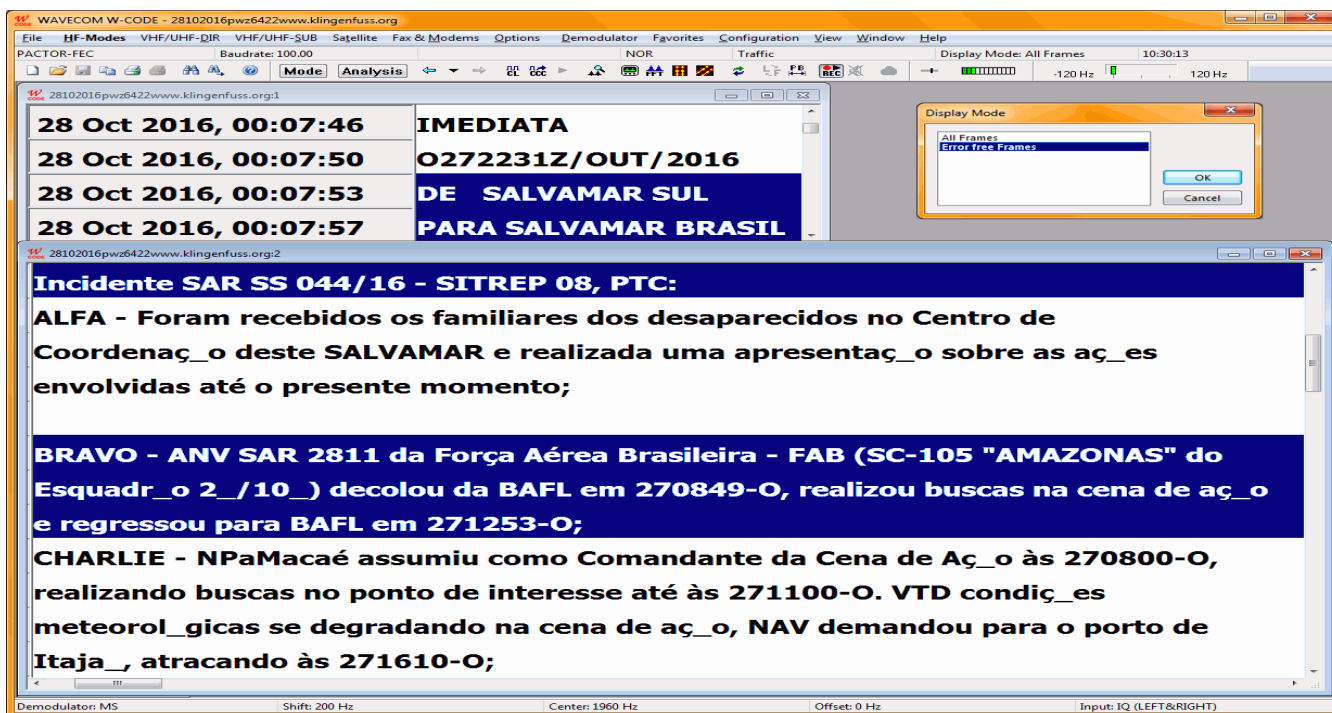 WAVECOM W-CODE - 28102016pwz6422www.klingenfuss.org
File HF-Modes VHF/UHF-DIR VHF/UHF-SUB Satellite Fax & Modems Options Demodulator Favorites Configuration View Window Help
PACTOR-FEC Baudrate: 100.00 NOR Traffic Display Mode: All Frames 10:30:13
Mode Analysis REC -120 Hz 120 Hz
28102016pwz6422www.klingenfuss.org:1
28 Oct 2016, 00:07:46 IMEDIATA
28 Oct 2016, 00:07:50 O272231Z/OUT/2016
28 Oct 2016, 00:07:53 DE SALVAMAR SUL
28 Oct 2016, 00:07:57 PARA SALVAMAR BRASIL
Display Mode
All Frames
Error free Frames
OK
Cancel
28102016pwz6422www.klingenfuss.org:2
Incidente SAR SS 044/16 - SITREP 08, PTC:
ALFA - Foram recebidos os familiares dos desaparecidos no Centro de
Coordenaç_o deste SALVAMAR e realizada uma apresentaç_o sobre as aç_es
envolvidas até o presente momento;
BRAVO - ANV SAR 2811 da Força Aérea Brasileira - FAB (SC-105 "AMAZONAS" do
Esquadr_o 2_/10_) decolou da BAFL em 270849-O, realizou buscas na cena de aç_o
e regressou para BAFL em 271253-O;
CHARLIE - NPaMacaé assumiu como Comandante da Cena de Aç_o às 270800-O,
realizando buscas no ponto de interesse até às 271100-O. VTD condiç_es
meteorol_gicas se degradando na cena de aç_o, NAV demandou para o porto de
Itaja_, atracando às 271610-O;
Demodulator: MS Shift: 200 Hz Center: 1960 Hz Offset: 0 Hz Input: IQ (LEFT&RIGHT)